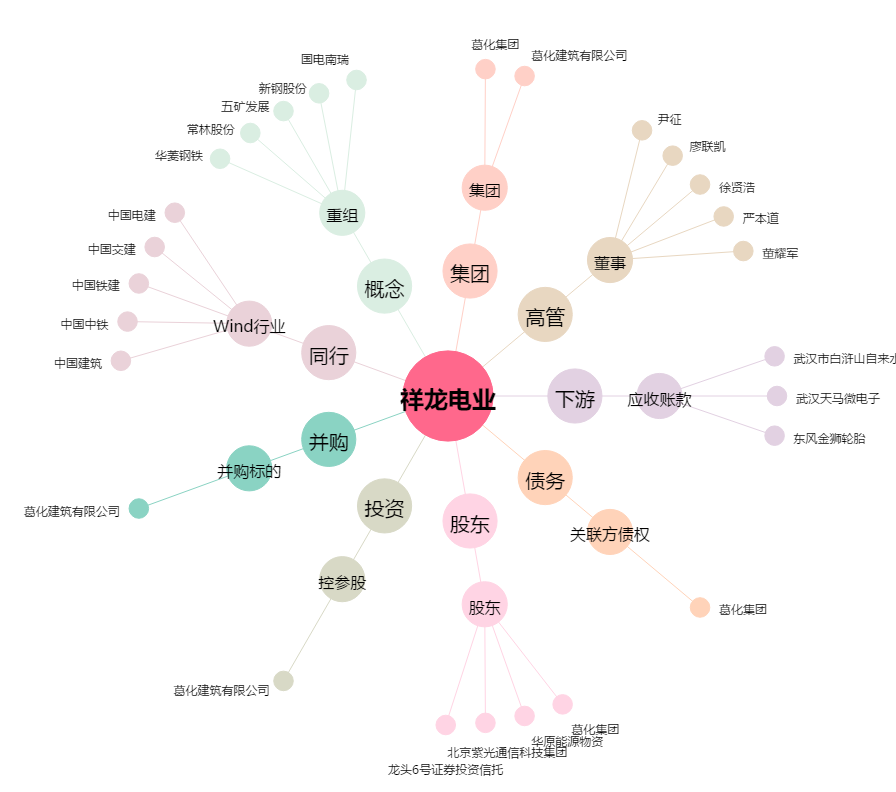 葛化集团
葛化建筑有限公司
国电南瑞
新钢股份
五矿发展
常林股份
华菱钢铁
尹征
廖联凯
徐贤浩
严本道
董耀军
集团
重组
中国电建
中国交建
中国铁建
中国中铁
中国建筑
董事
集团
概念
高管
Wind行业
同行
祥龙电业
下游
应收账款
武汉市白浒山自来水
武汉天马微电子
东风金狮轮胎
并购
并购标的
葛化建筑有限公司
债务
投资
股东
关联方债权
控参股
股东
葛化集团
葛化建筑有限公司
葛化集团
华原能源物资
北京紫光通信科技集团
龙头6号证券投资信托